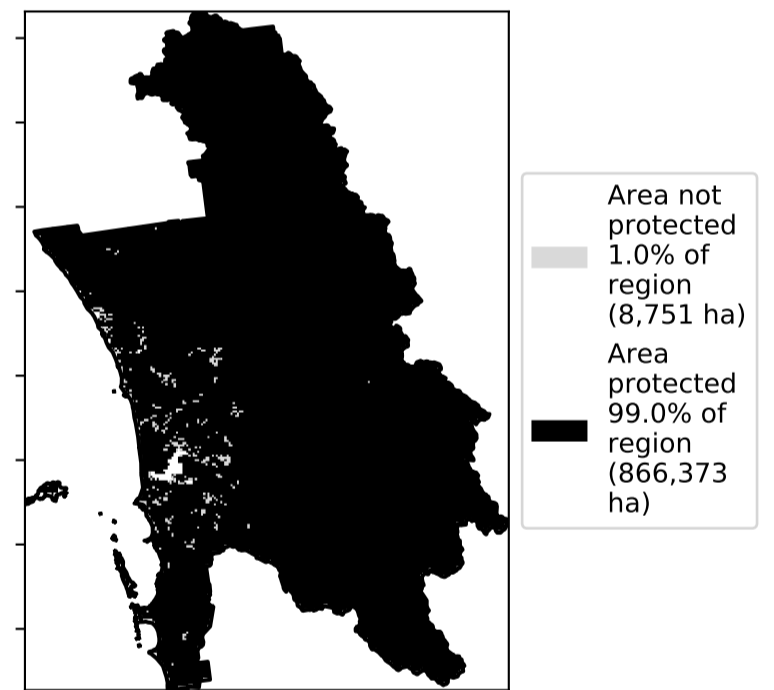 Area not
protected
1.0% of
region
(8,751 ha)
Area
protected
99.0% of
region
(866,373
ha)